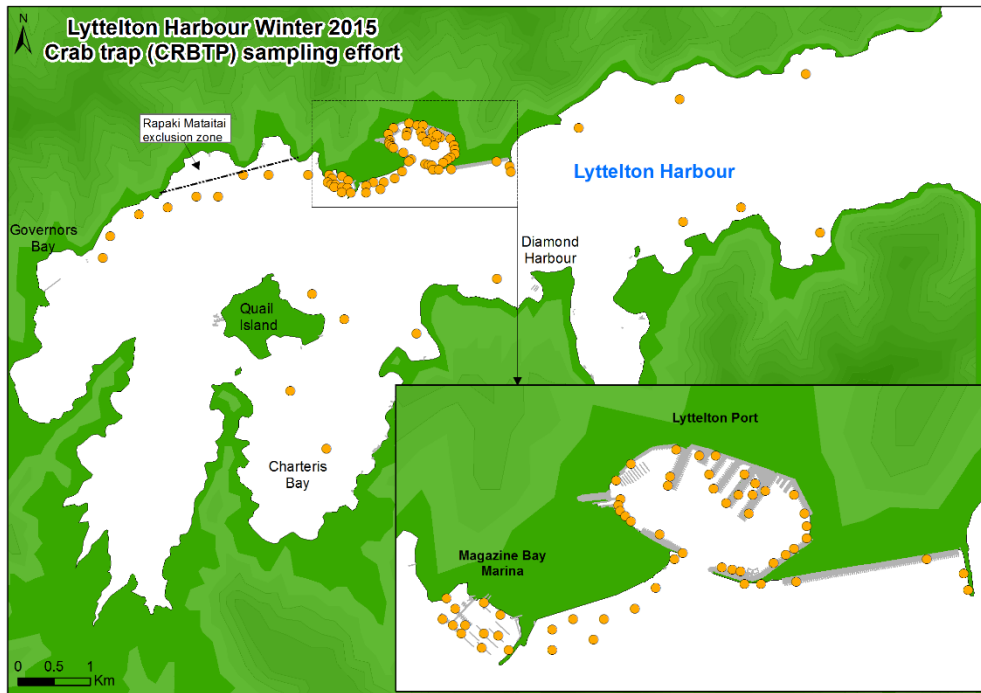 Lyttelton Harbour Winter 2015
Crab trap (CRBTP) sampling effort
N
Rapaki Mataitai
exclusion zone
Lyttelton Harbour
Governors
Bay
Diamond
Harbour
Quail
Island
Charteris
Bay
Lyttelton Port
Magazine Bay
Marina
0 0.5 1
Km